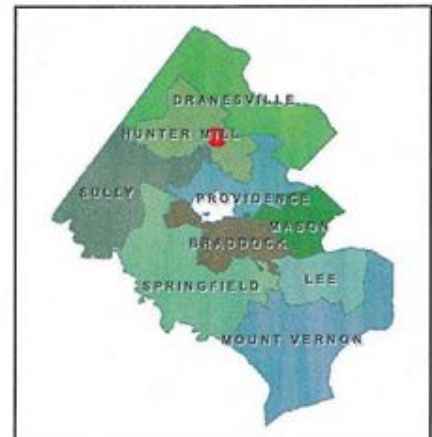 DRANESVILLE
HUNTER MILL
SULLY
PROVIDENCE
MASON
BRADDOCK
SPRINGFIELD
LEE
MOUNT VERNON